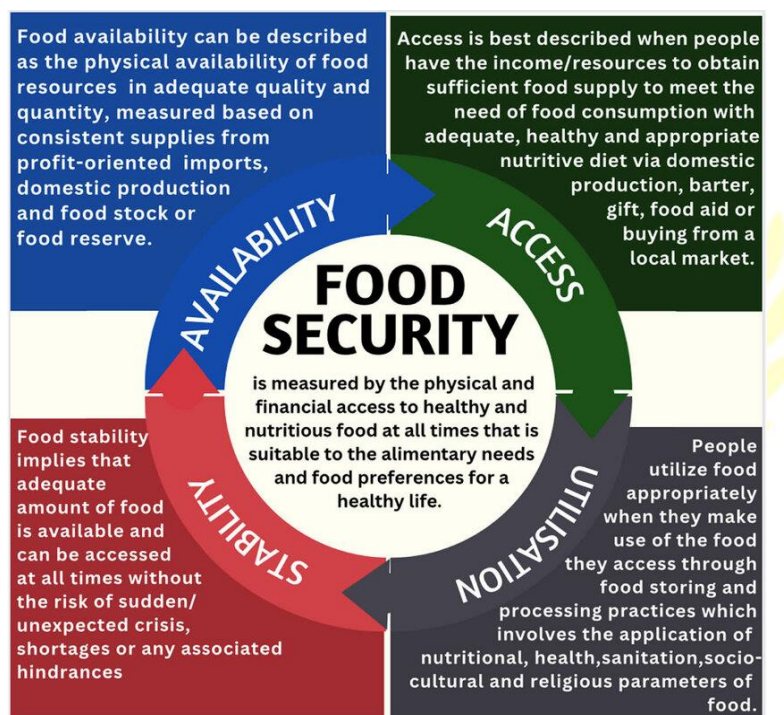 Food availability can be described
as the physical availability of food
resources in adequate quality and
quantity, measured based on
consistent supplies from
profit-oriented imports,
domestic production
and food stock or
food reserve.
Access is best described when people
have the income/resources to obtain
sufficient food supply to meet the
need of food consumption with
adequate, healthy and appropriate
nutritive diet via domestic
production, barter,
gift, food aid or
buying from a
local market.
AVAILABILITY
ACCESS
FOOD
SECURITY
is measured by the physical and
financial access to healthy and
nutritious food at all times that is
suitable to the alimentary needs
and food preferences for a
healthy life.
STABILITY
UTILISATION
Food stability
implies that
adequate
amount of food
is available and
can be accessed
at all times without
the risk of sudden/
unexpected crisis,
shortages or any associated
hindrances
People
utilize food
appropriately
when they make
use of the food
they access through
food storing and
processing practices which
involves the application of
nutritional, health,sanitation,socio-
cultural and religious parameters of
food.